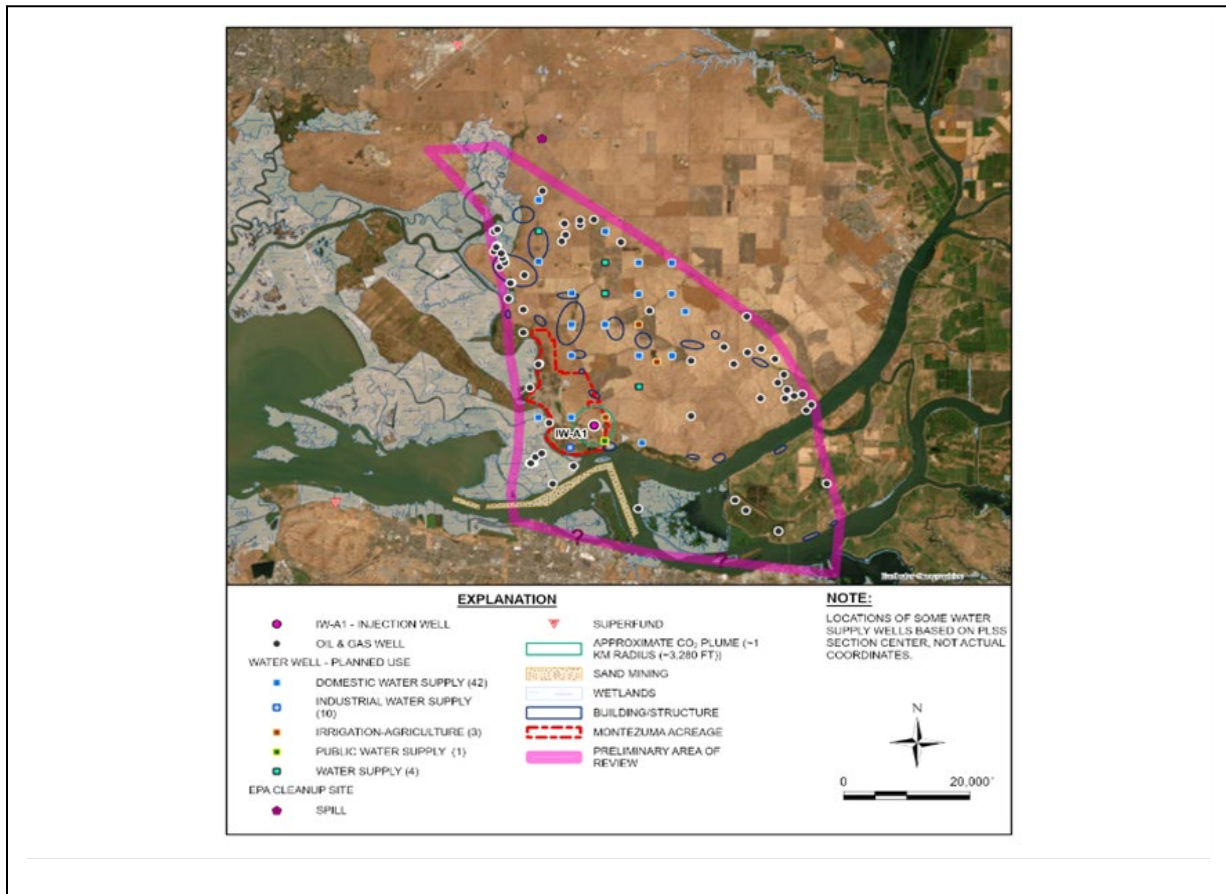 IW-A1
?
?
EXPLANATION
IW-A1 - INJECTION WELL
OIL & GAS WELL
WATER WELL - PLANNED USE
DOMESTIC WATER SUPPLY (42)
INDUSTRIAL WATER SUPPLY
(10)
IRRIGATION-AGRICULTURE (3)
PUBLIC WATER SUPPLY (1)
WATER SUPPLY (4)
EPA CLEANUP SITE
SPILL
SUPERFUND
APPROXIMATE CO₂ PLUME (~1
KM RADIUS (~3,280 FT))
SAND MINING
WETLANDS
BUILDING/STRUCTURE
MONTEZUMA ACREAGE
PRELIMINARY AREA OF
REVIEW
NOTE:
LOCATIONS OF SOME WATER
SUPPLY WELLS BASED ON PLSS
SECTION CENTER, NOT ACTUAL
COORDINATES.
N
0 20,000'